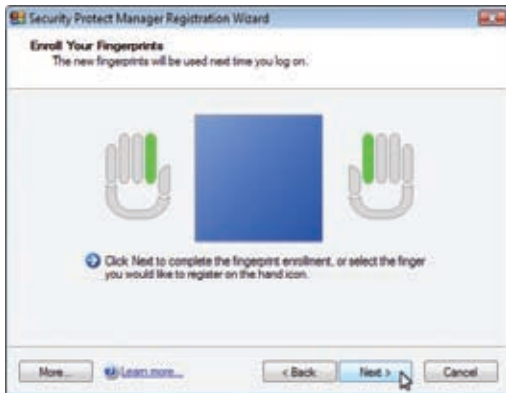 Security Protect Manager Registration Wizard
Enroll Your Fingerprints
The new fingerprints will be used next time you log on.
Click Next to complete the fingerprint enrollment, or select the finger
you would like to register on the hand icon.
More... Learn more... < Back Next > Cancel